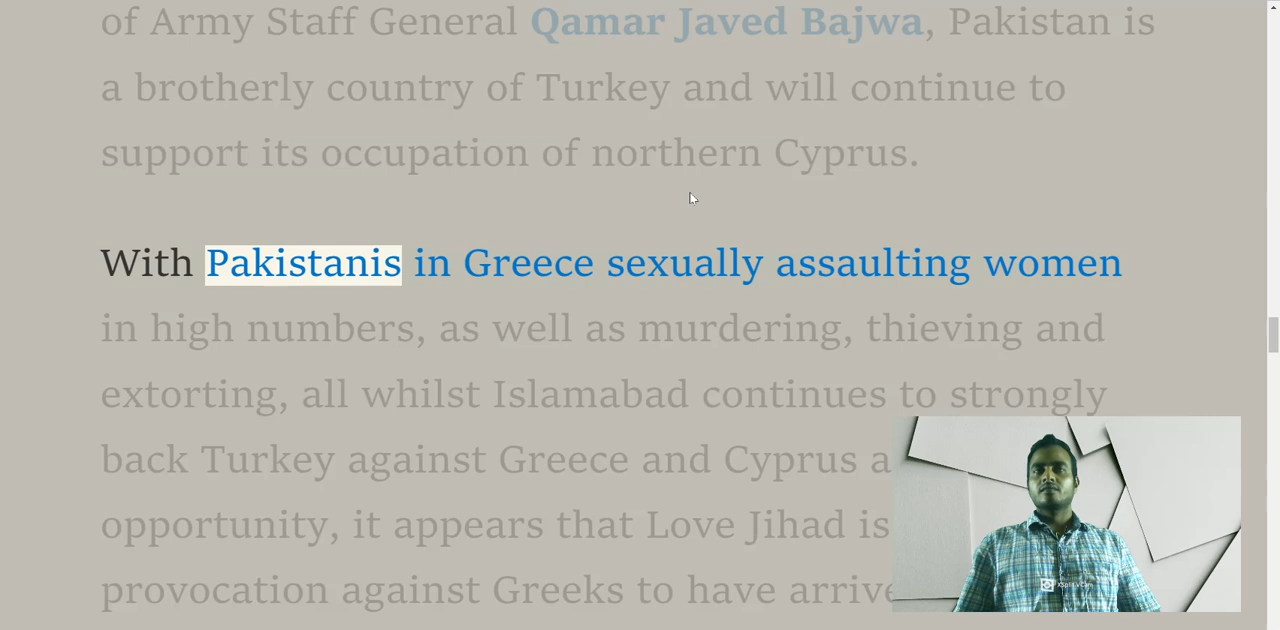 of Army Staff General Qamar Javed Bajwa, Pakistan is
a brotherly country of Turkey and will continue to
support its occupation of northern Cyprus.
With Pakistanis in Greece sexually assaulting women
in high numbers, as well as murdering, thieving and
extorting, all whilst Islamabad continues to strongly
back Turkey against Greece and Cyprus a
opportunity, it appears that Love Jihad is
provocation against Greeks to have arrive
XSplit VCam